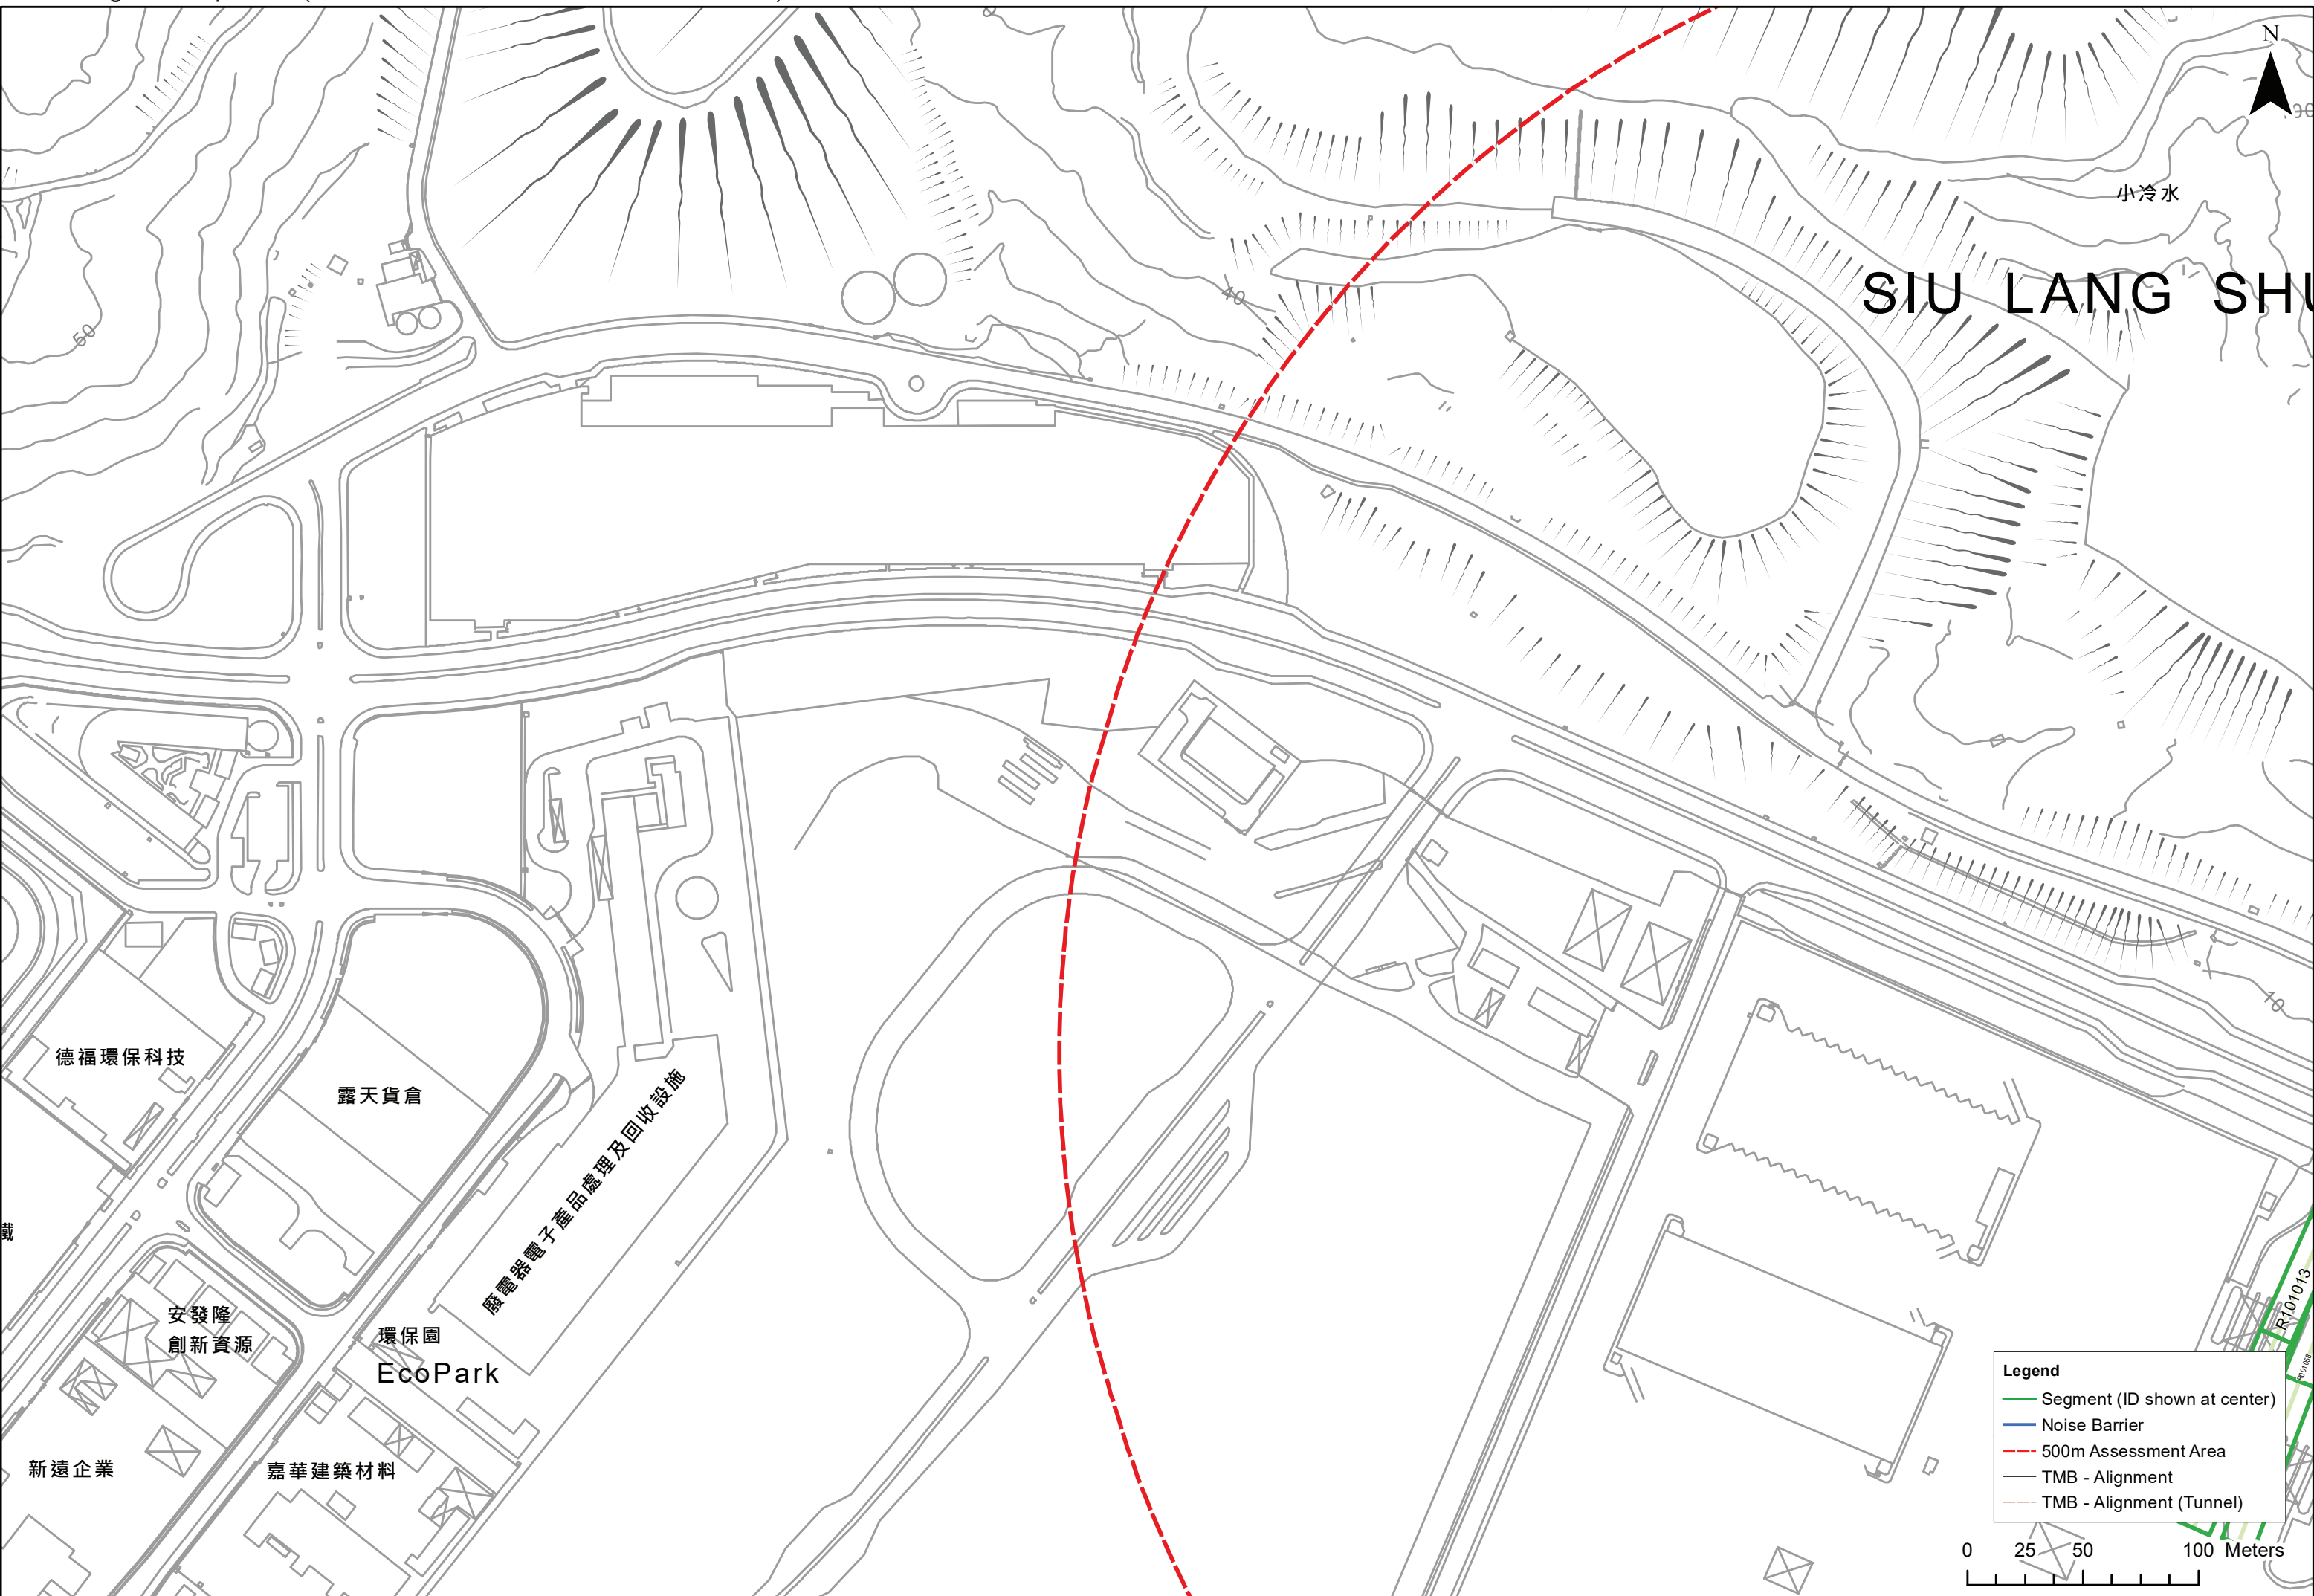 N
小冷水
SIU LANG SHU
40
50
10
德福環保科技
露天貨倉
廢電器電子產品處理及回收設施
鐵
安發隆
創新資源
環保園
EcoPark
新遠企業
嘉華建築材料
R101013
Legend
Segment (ID shown at center)
Noise Barrier
500m Assessment Area
TMB - Alignment
TMB - Alignment (Tunnel)
0 25 50 100 Meters